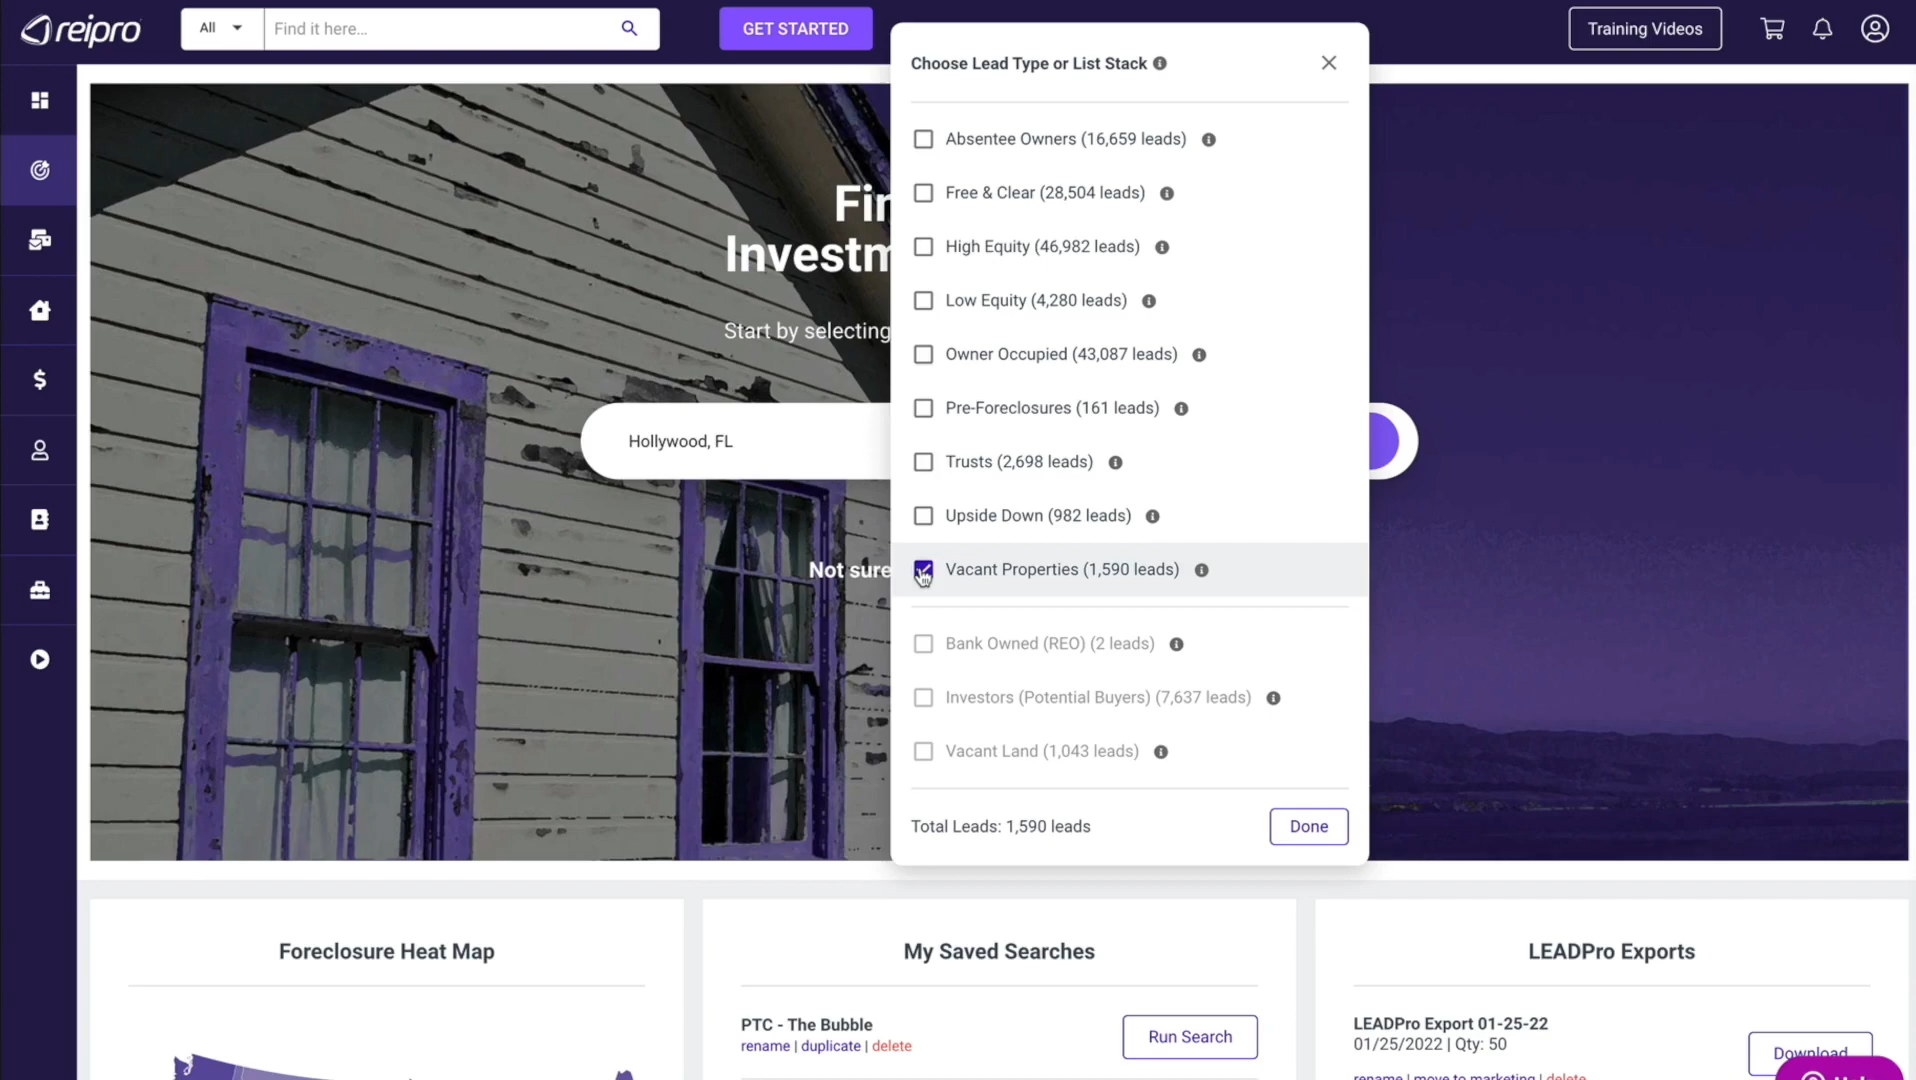 reipro
All
Find it here...
GET STARTED
Training Videos
Choose Lead Type or List Stack
Absentee Owners (16,659 leads)
Free & Clear (28,504 leads)
High Equity (46,982 leads)
Low Equity (4,280 leads)
Owner Occupied (43,087 leads)
Pre-Foreclosures (161 leads)
Trusts (2,698 leads)
Upside Down (982 leads)
Vacant Properties (1,590 leads)
Bank Owned (REO) (2 leads)
Investors (Potential Buyers) (7,637 leads)
Vacant Land (1,043 leads)
Total Leads: 1,590 leads
Done
Investm
Start by selecting
Hollywood, FL
Not sure
Foreclosure Heat Map
My Saved Searches
PTC - The Bubble
rename | duplicate | delete
Run Search
LEADPro Exports
LEADPro Export 01-25-22
01/25/2022 | Qty: 50
Download
rename | move to marketing | delete